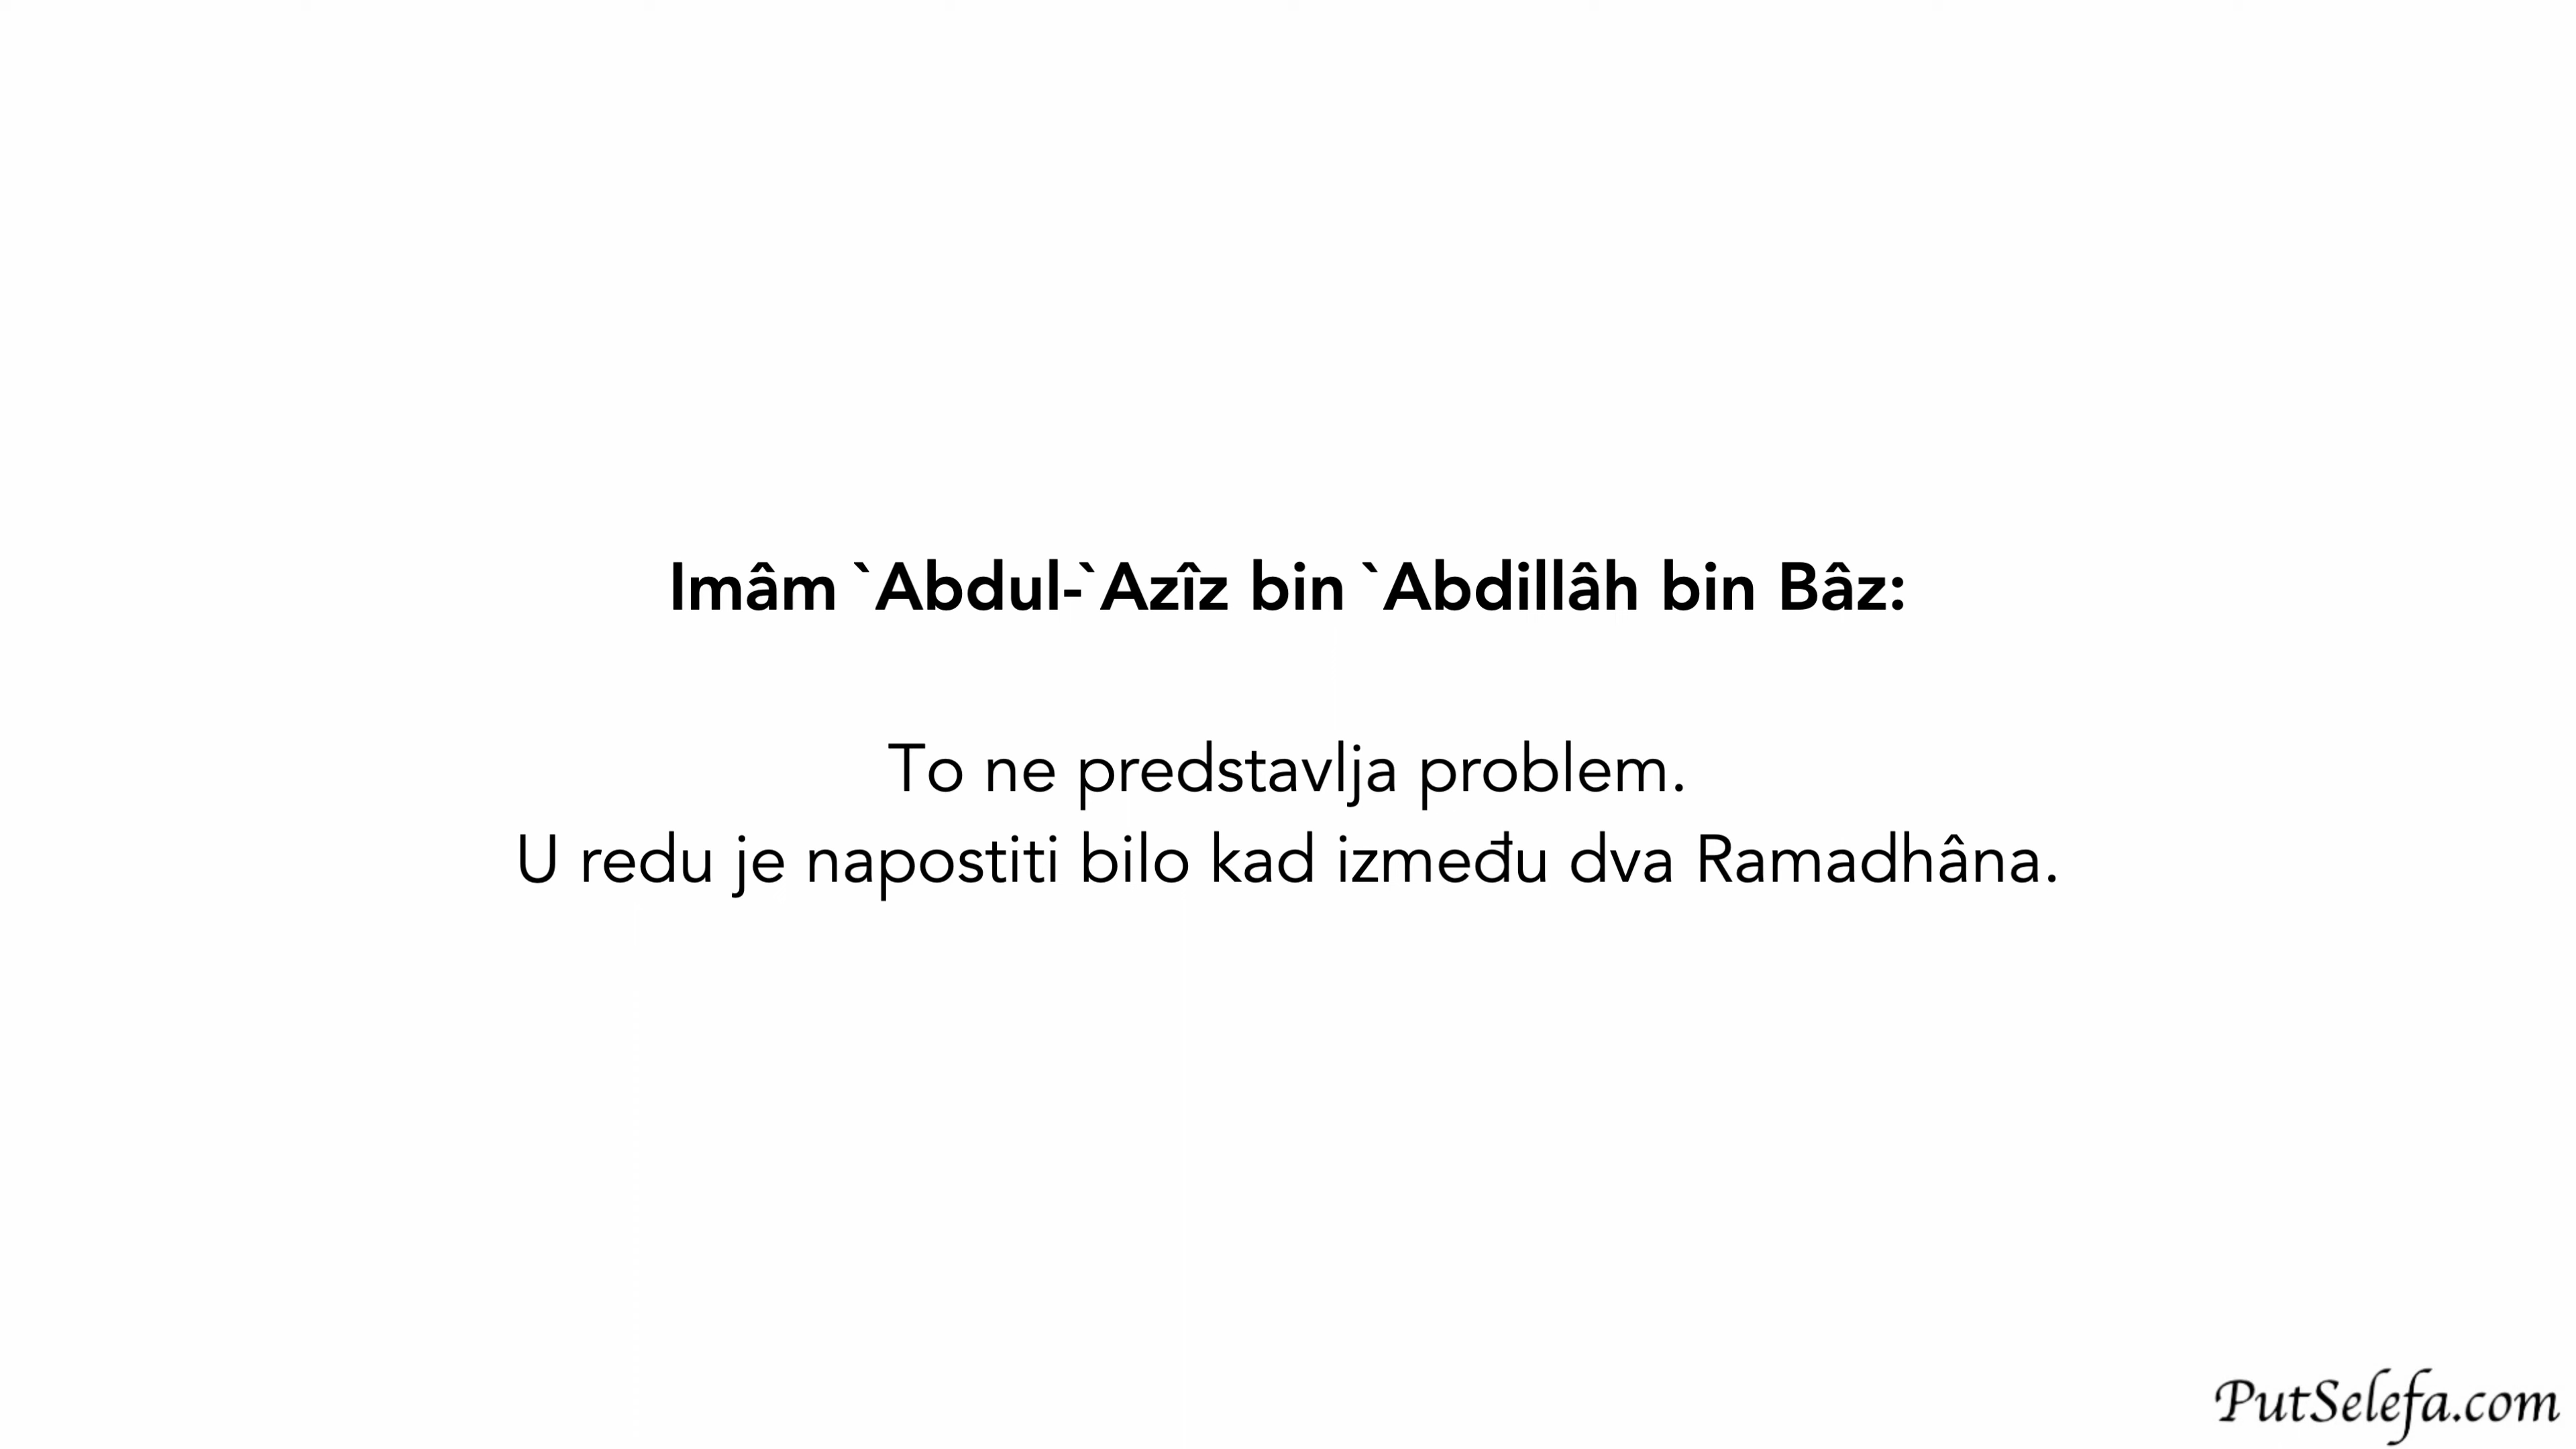 Imâm `Abdul-`Azîz bin `Abdillâh bin Bâz:
To ne predstavlja problem.
U redu je napostiti bilo kad između dva Ramadhâna.
PutSelefa.com